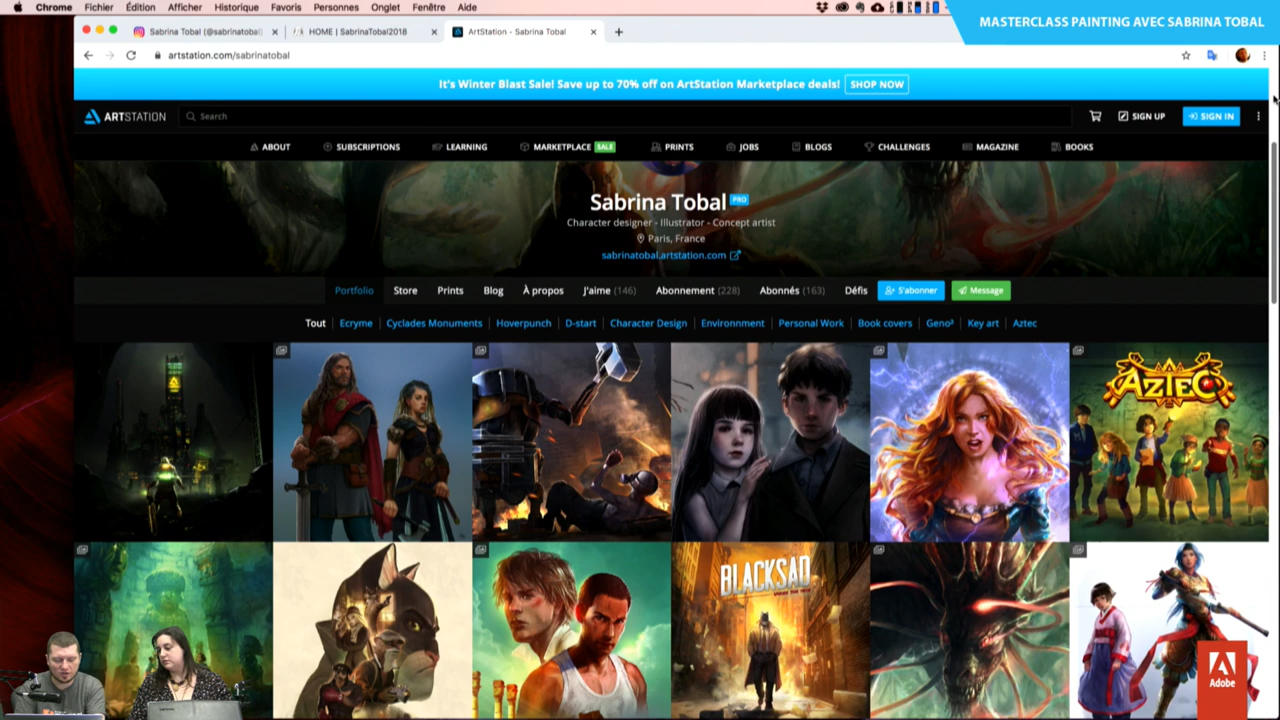 Chrome Fichier Édition Afficher Historique Favoris Personnes Onglet Fenêtre Aide
MASTERCLASS PAINTING AVEC SABRINA TOBAL
Sabrina Tobal (@sabrinatobal) HOME | SabrinaTobal2018 ArtStation - Sabrina Tobal
artstation.com/sabrinatobal
It's Winter Blast Sale! Save up to 70% off on ArtStation Marketplace deals! SHOP NOW
ARTSTATION Search SIGN UP SIGN IN
ABOUT SUBSCRIPTIONS LEARNING MARKETPLACE SALE PRINTS JOBS BLOGS CHALLENGES MAGAZINE BOOKS
Sabrina Tobal PRO
Character designer - Illustrator - Concept artist
Paris, France
sabrinatobal.artstation.com
Portfolio Store Prints Blog À propos J'aime (146) Abonnement (228) Abonnés (163) Défis S'abonner Message
Tout Ecryme Cyclades Monuments Hoverpunch D-start Character Design Environnment Personal Work Book covers Geno³ Key art Aztec
AZTEC
BLACKSAD
UNDER THE SKIN
Adobe